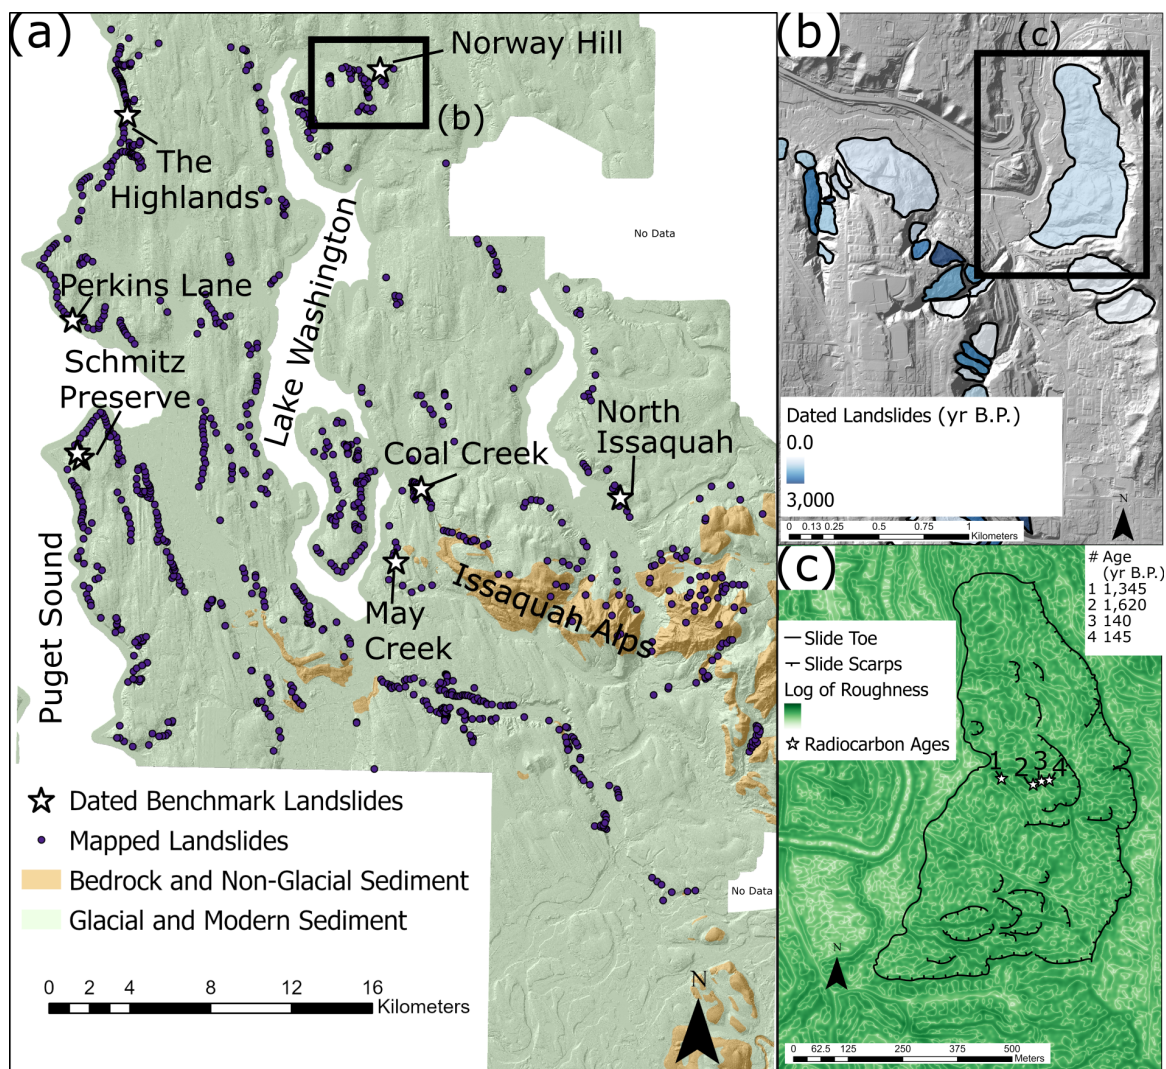 (a)
Norway Hill
(b)
The
Highlands
No Data
Perkins Lane
Lake Washington
Schmitz
Preserve
North
Issaquah
Coal Creek
Puget Sound
Issaquah Alps
May
Creek
Dated Benchmark Landslides
Mapped Landslides
Bedrock and Non-Glacial Sediment
Glacial and Modern Sediment
No Data
0 2 4 8 12 16
Kilometers
N
(b)
(c)
Dated Landslides (yr B.P.)
0.0
3,000
N
0 0.13 0.25 0.5 0.75 1
Kilometers
(c)
# Age
(yr B.P.)
1 1,345
2 1,620
3 140
4 145
Slide Toe
Slide Scarps
Log of Roughness
Radiocarbon Ages
1
2
3
4
N
0 62.5 125 250 375 500
Meters